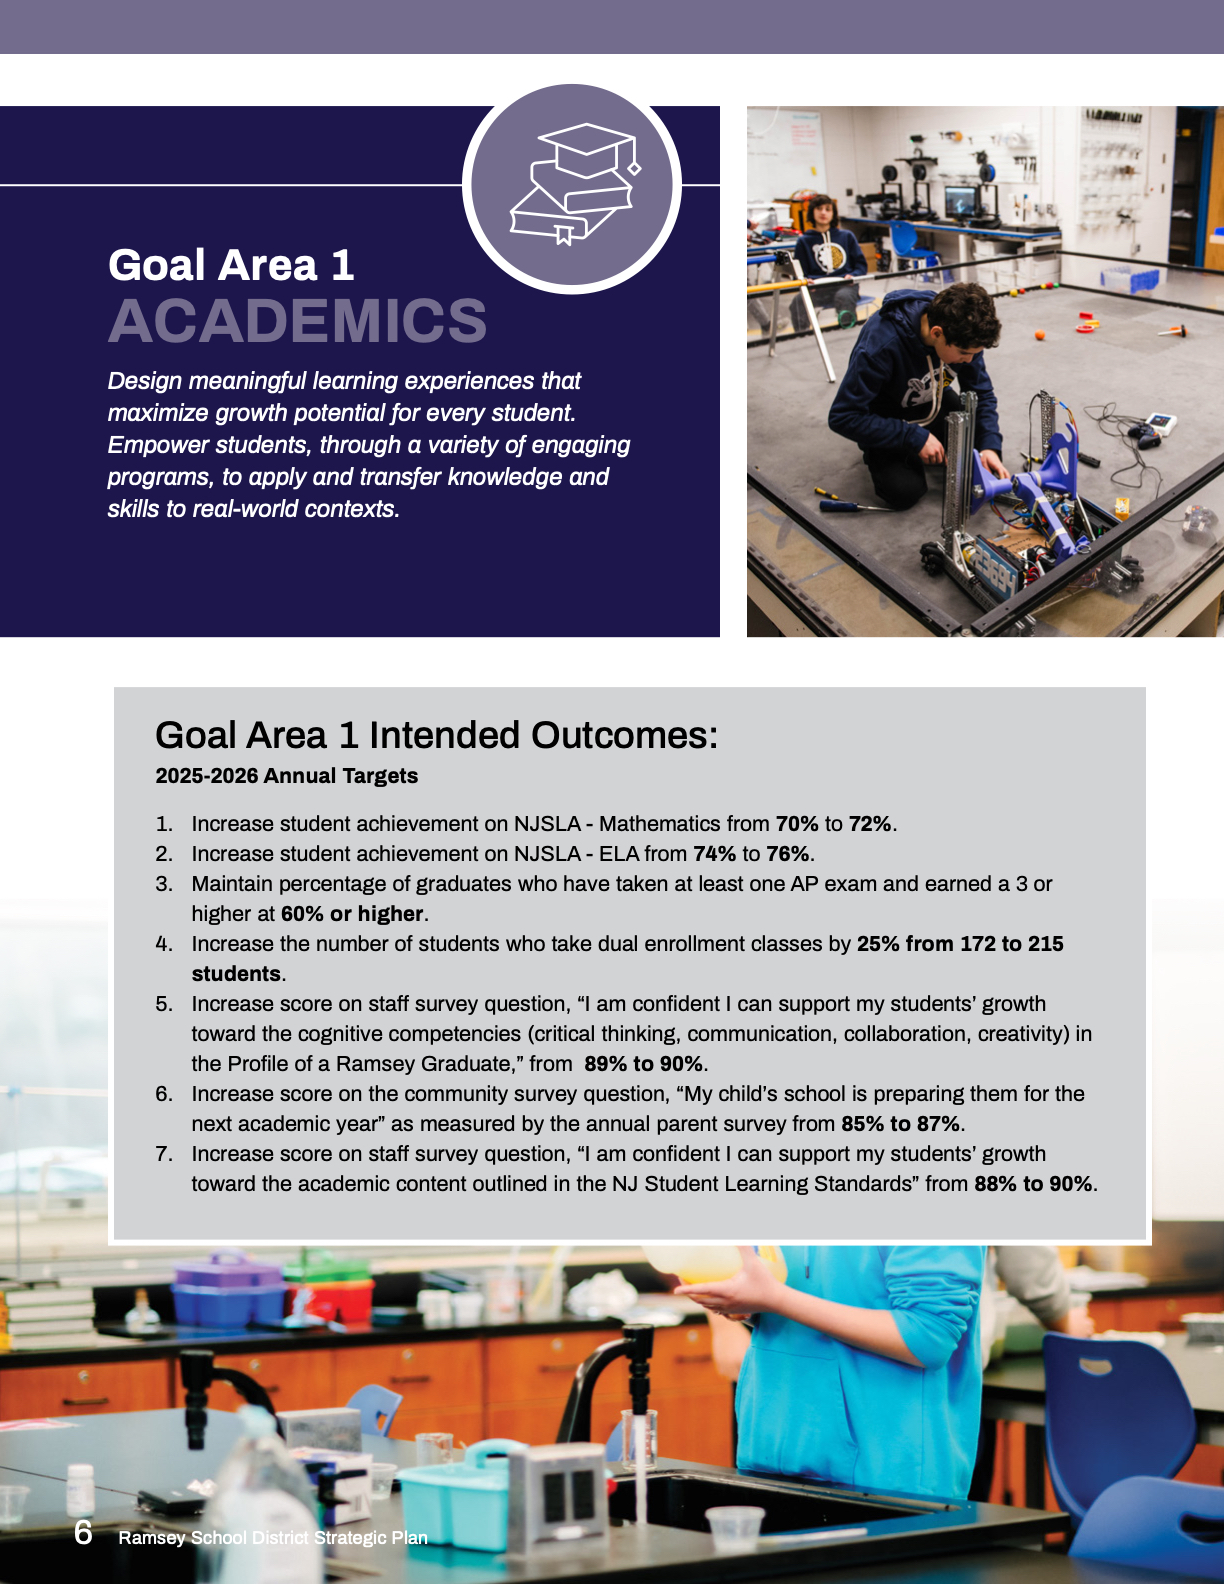 Goal Area 1
ACADEMICS
Design meaningful learning experiences that
maximize growth potential for every student.
Empower students, through a variety of engaging
programs, to apply and transfer knowledge and
skills to real-world contexts.
Goal Area 1 Intended Outcomes:
2025-2026 Annual Targets
1. Increase student achievement on NJSLA - Mathematics from 70% to 72%.
2. Increase student achievement on NJSLA - ELA from 74% to 76%.
3. Maintain percentage of graduates who have taken at least one AP exam and earned a 3 or
higher at 60% or higher.
4. Increase the number of students who take dual enrollment classes by 25% from 172 to 215
students.
5. Increase score on staff survey question, “I am confident I can support my students’ growth
toward the cognitive competencies (critical thinking, communication, collaboration, creativity) in
the Profile of a Ramsey Graduate,” from 89% to 90%.
6. Increase score on the community survey question, “My child’s school is preparing them for the
next academic year” as measured by the annual parent survey from 85% to 87%.
7. Increase score on staff survey question, “I am confident I can support my students’ growth
toward the academic content outlined in the NJ Student Learning Standards” from 88% to 90%.
6 Ramsey School District Strategic Plan